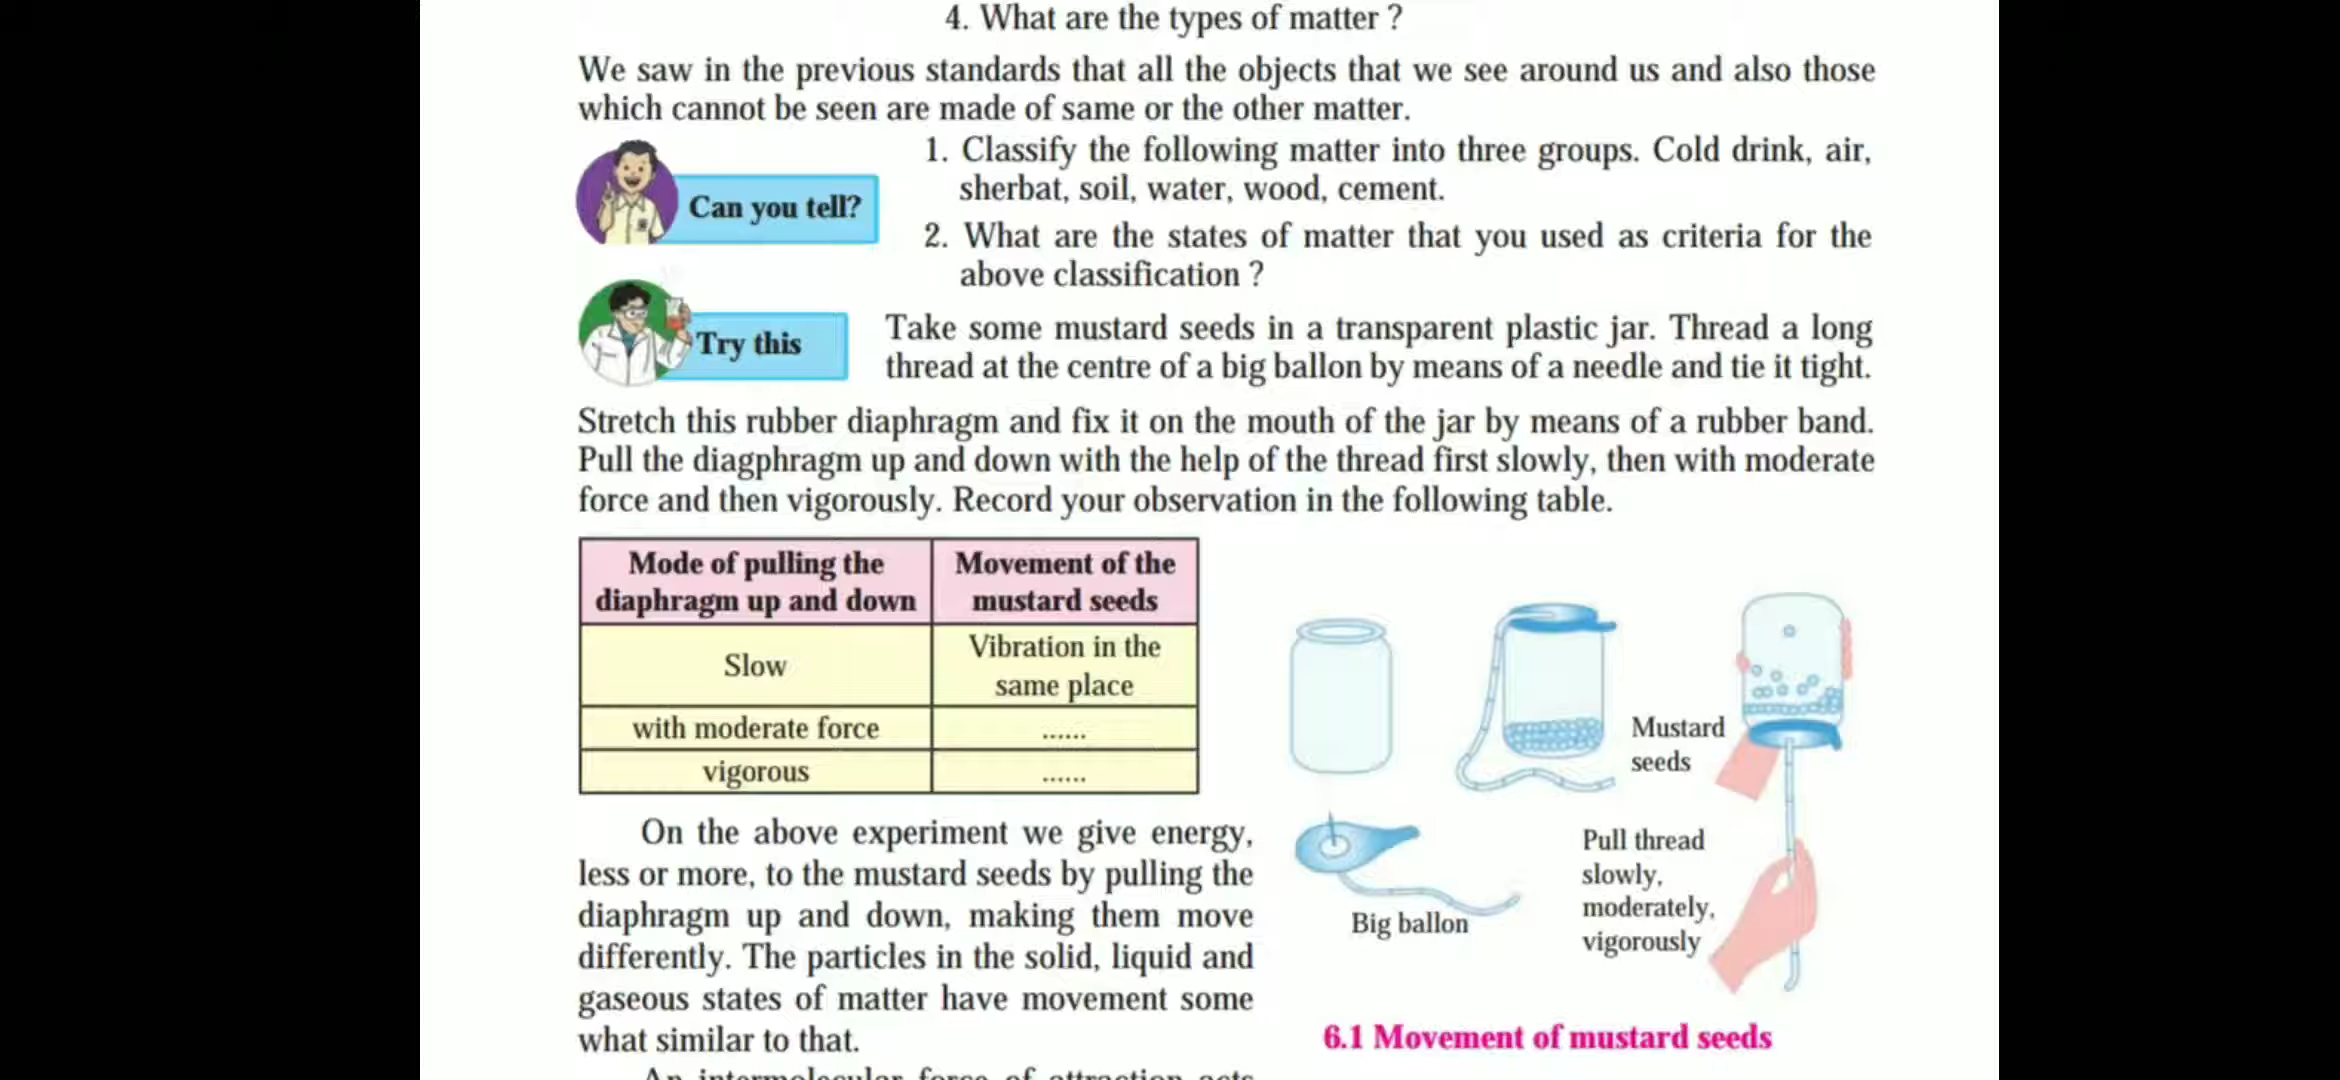 4. What are the types of matter ?
We saw in the previous standards that all the objects that we see around us and also those
which cannot be seen are made of same or the other matter.
Can you tell?
1. Classify the following matter into three groups. Cold drink, air,
sherbat, soil, water, wood, cement.
2. What are the states of matter that you used as criteria for the
above classification ?
Try this
Take some mustard seeds in a transparent plastic jar. Thread a long
thread at the centre of a big ballon by means of a needle and tie it tight.
Stretch this rubber diaphragm and fix it on the mouth of the jar by means of a rubber band.
Pull the diagphragm up and down with the help of the thread first slowly, then with moderate
force and then vigorously. Record your observation in the following table.
Mode of pulling the
diaphragm up and down
Movement of the
mustard seeds
Slow
Vibration in the
same place
with moderate force
......
vigorous
......
On the above experiment we give energy,
less or more, to the mustard seeds by pulling the
diaphragm up and down, making them move
differently. The particles in the solid, liquid and
gaseous states of matter have movement some
what similar to that.
An intermolecular force of attraction acts
Mustard
seeds
Big ballon
Pull thread
slowly,
moderately,
vigorously
6.1 Movement of mustard seeds